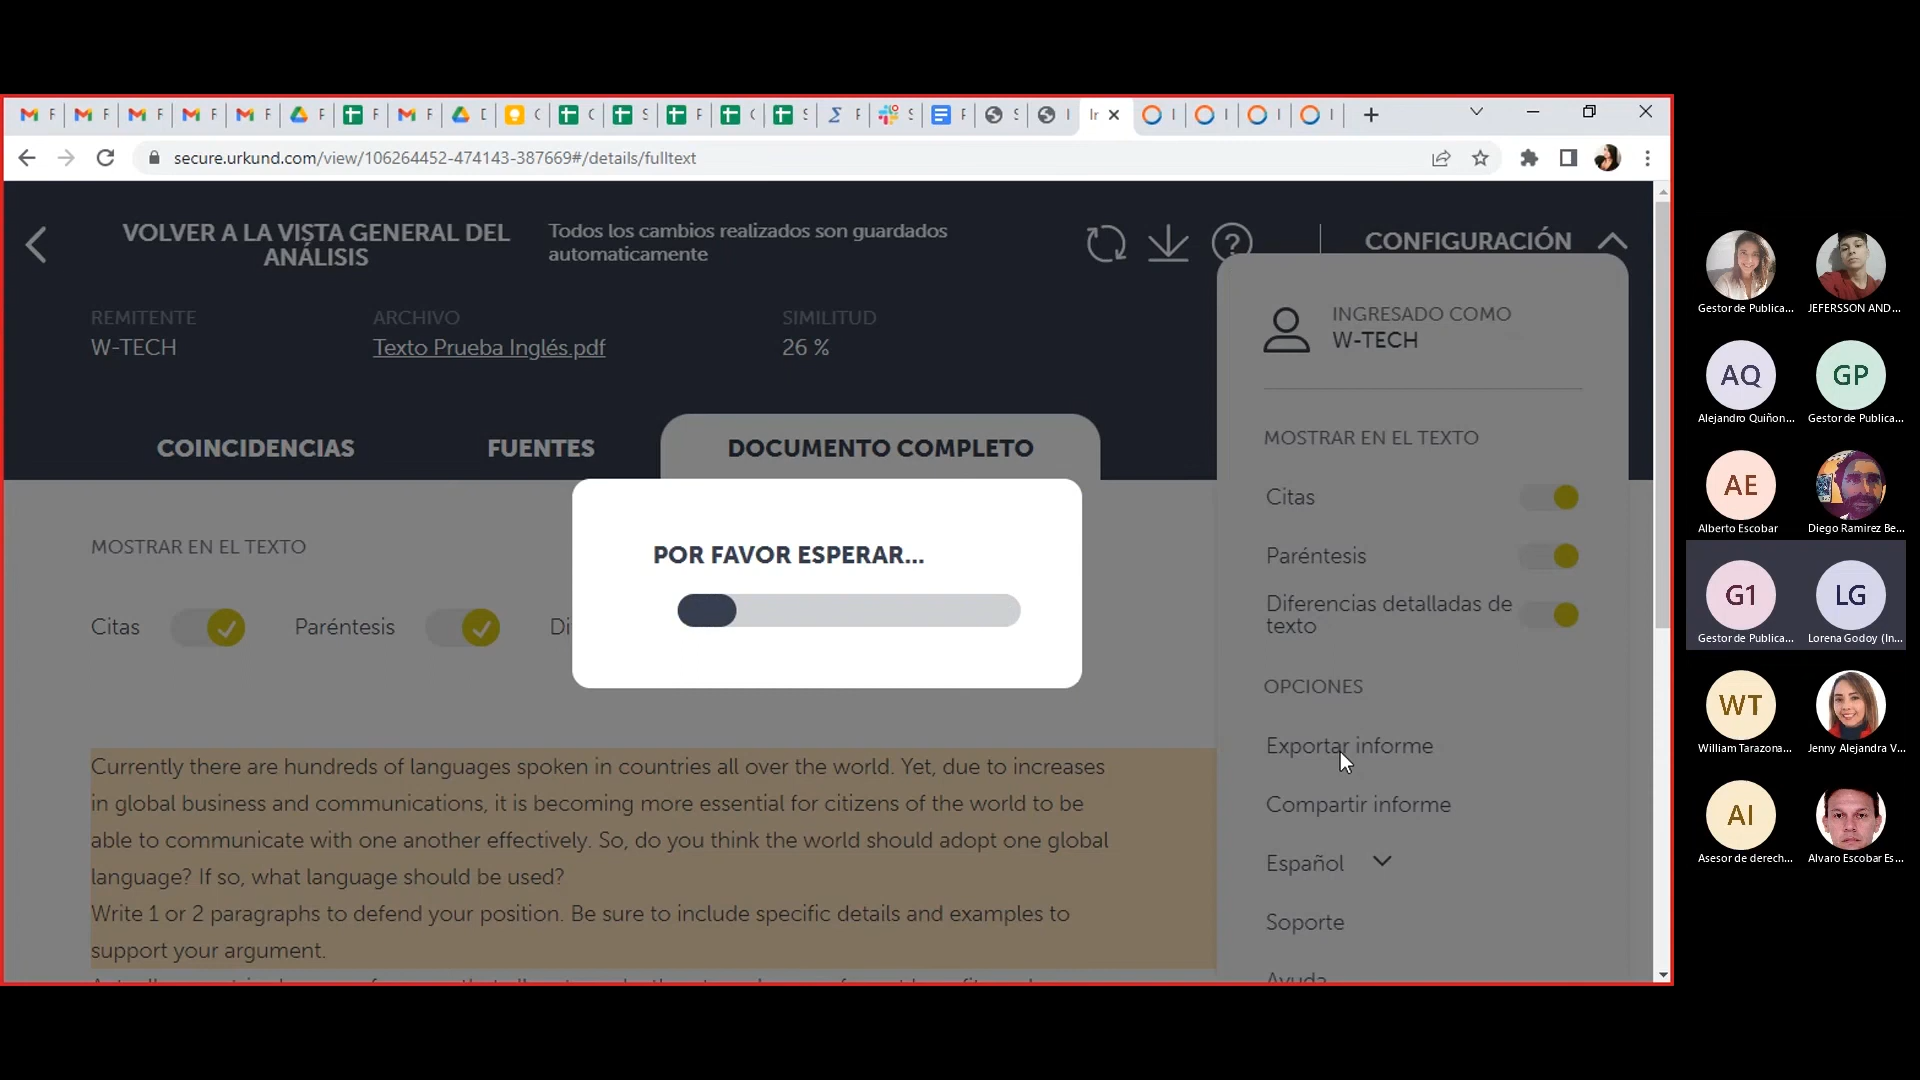 secure.urkund.com/view/106264452-474143-387669#/details/fulltext
VOLVER A LA VISTA GENERAL DEL
ANÁLISIS
Todos los cambios realizados son guardados
automaticamente
CONFIGURACIÓN
REMITENTE
W-TECH
ARCHIVO
Texto Prueba Inglés.pdf
SIMILITUD
26 %
INGRESADO COMO
W-TECH
COINCIDENCIAS
FUENTES
DOCUMENTO COMPLETO
MOSTRAR EN EL TEXTO
Citas
Paréntesis
Di
POR FAVOR ESPERAR...
MOSTRAR EN EL TEXTO
Citas
Paréntesis
Diferencias detalladas de
texto
OPCIONES
Exportar informe
Compartir informe
Español
Soporte
Ayuda
Currently there are hundreds of languages spoken in countries all over the world. Yet, due to increases
in global business and communications, it is becoming more essential for citizens of the world to be
able to communicate with one another effectively. So, do you think the world should adopt one global
language? If so, what language should be used?
Write 1 or 2 paragraphs to defend your position. Be sure to include specific details and examples to
support your argument.
Gestor de Publica...
JEFERSSON AND...
AQ
Alejandro Quiñon...
GP
Gestor de Publica...
AE
Alberto Escobar
Diego Ramirez Be...
G1
Gestor de Publica...
LG
Lorena Godoy (In...
WT
William Tarazona...
Jenny Alejandra V...
AI
Asesor de derech...
Alvaro Escobar Es...